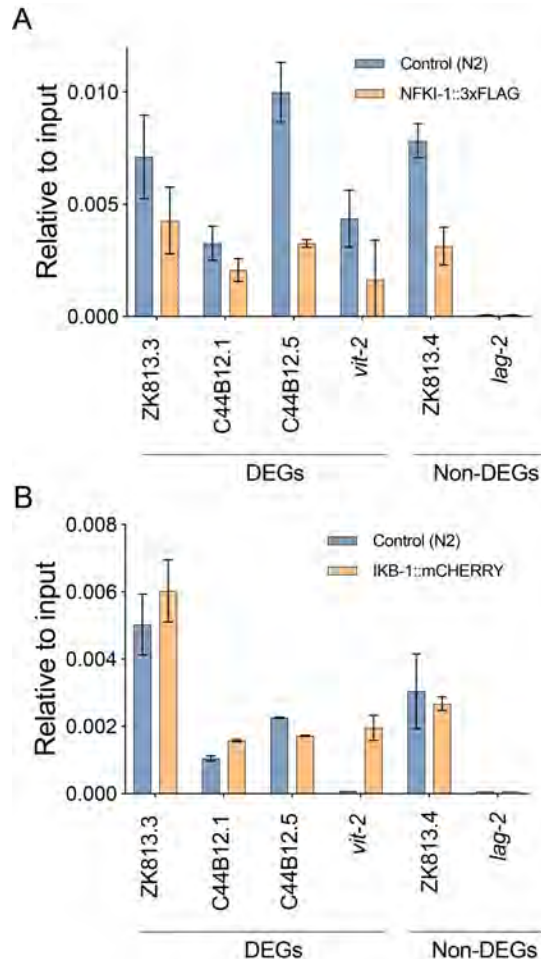 A
Relative to input
0.010
0.005
0.000
Control (N2)
NFKI-1::3xFLAG
ZK813.3
C44B12.1
C44B12.5
vit-2
ZK813.4
lag-2
DEGs
Non-DEGs
B
Relative to input
0.008
0.006
0.004
0.002
0.000
Control (N2)
IKB-1::mCHERRY
ZK813.3
C44B12.1
C44B12.5
vit-2
ZK813.4
lag-2
DEGs
Non-DEGs